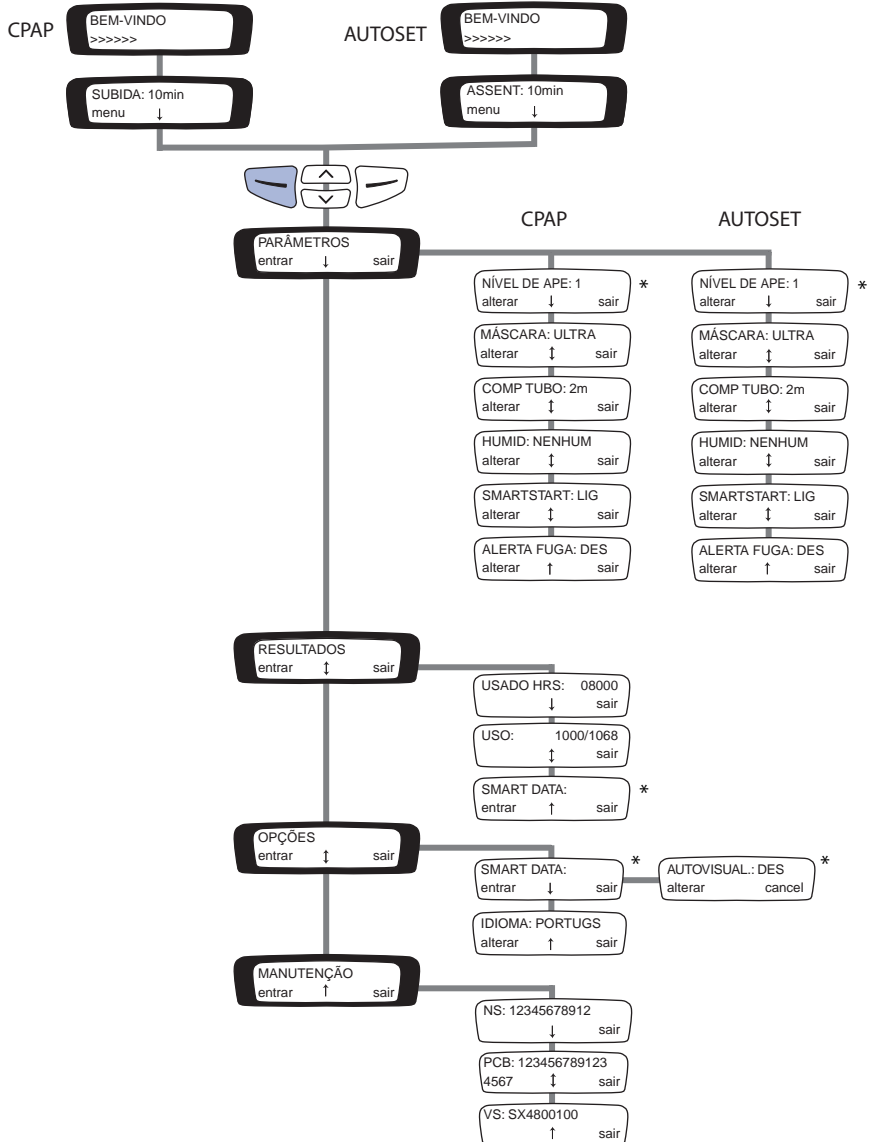 CPAP
BEM-VINDO
>>>>>>
AUTOSET
BEM-VINDO
>>>>>>
SUBIDA: 10min
menu ↓
ASSENT: 10min
menu ↓
PARÂMETROS
entrar ↓ sair
CPAP
NÍVEL DE APE: 1 *
alterar ↓ sair
MÁSCARA: ULTRA
alterar ↕ sair
COMP TUBO: 2m
alterar ↕ sair
HUMID: NENHUM
alterar ↕ sair
SMARTSTART: LIG
alterar ↕ sair
ALERTA FUGA: DES
alterar ↑ sair
AUTOSET
NÍVEL DE APE: 1 *
alterar ↓ sair
MÁSCARA: ULTRA
alterar ↕ sair
COMP TUBO: 2m
alterar ↕ sair
HUMID: NENHUM
alterar ↕ sair
SMARTSTART: LIG
alterar ↕ sair
ALERTA FUGA: DES
alterar ↑ sair
RESULTADOS
entrar ↕ sair
USADO HRS: 08000
↓ sair
USO: 1000/1068
↕ sair
SMART DATA: *
entrar ↑ sair
OPÇÕES
entrar ↕ sair
SMART DATA: *
entrar ↓ sair
AUTOVISUAL.: DES *
alterar cancel
IDIOMA: PORTUGS
alterar ↑ sair
MANUTENÇÃO
entrar ↑ sair
NS: 12345678912
↓ sair
PCB: 123456789123
4567 ↕ sair
VS: SX4800100
↑ sair